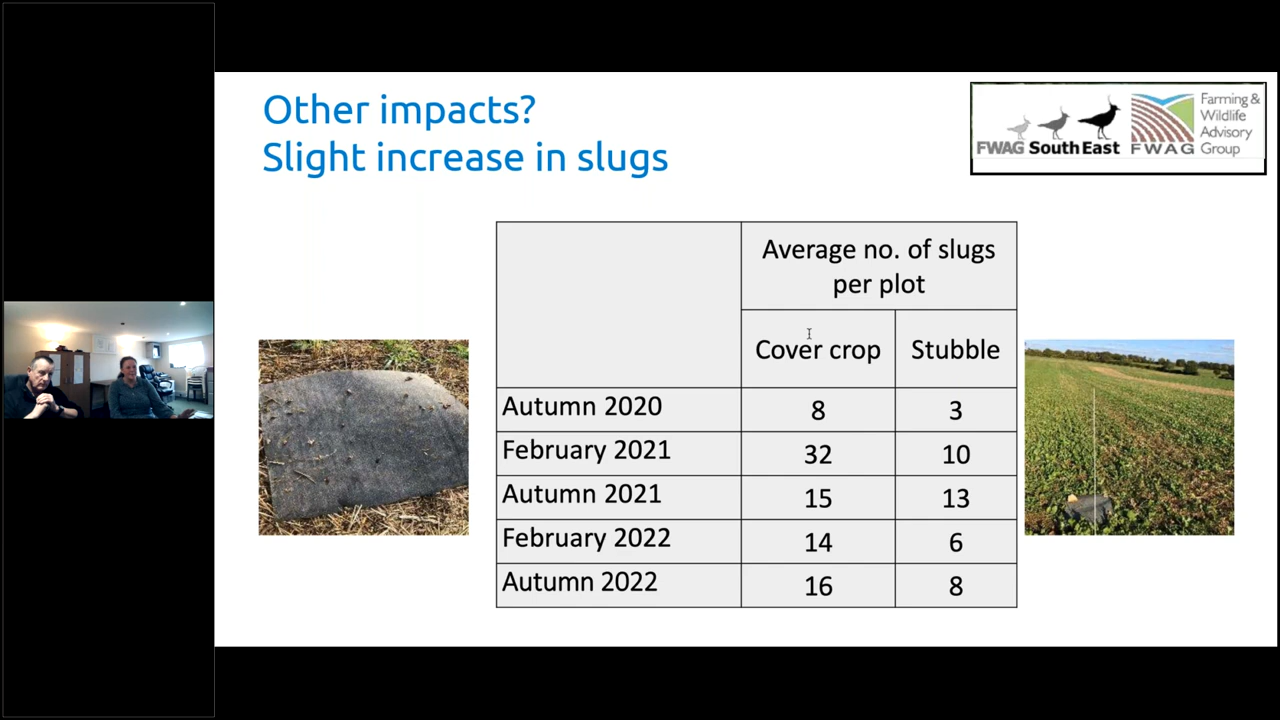 Other impacts?
Slight increase in slugs
FWAG South East
FWAG
Farming &
Wildlife
Advisory
Group
Average no. of slugs
per plot
Cover crop Stubble
Autumn 2020 8 3
February 2021 32 10
Autumn 2021 15 13
February 2022 14 6
Autumn 2022 16 8